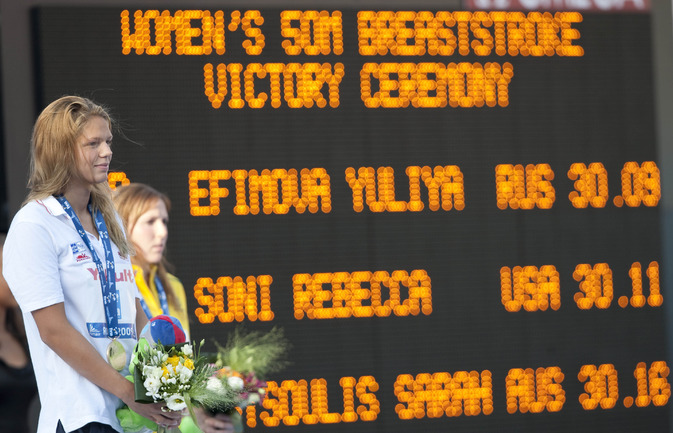 WOMEN'S 50M BREASTSTROKE
VICTORY CEREMONY
EFIMOVA YULIYA RUS 30.09
SONI REBECCA USA 30.11
SARAH AUS 30.16